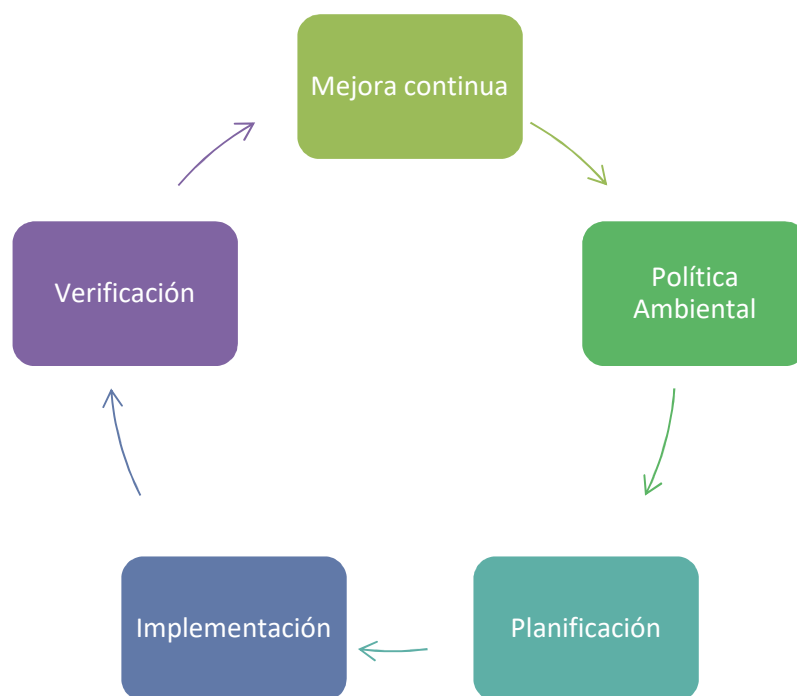 Mejora continua
Política
Ambiental
Planificación
Implementación
Verificación